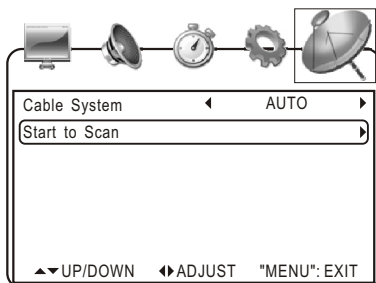 Cable System ◀ AUTO ▶
Start to Scan ▶
▲▼UP/DOWN ◀▶ADJUST "MENU": EXIT